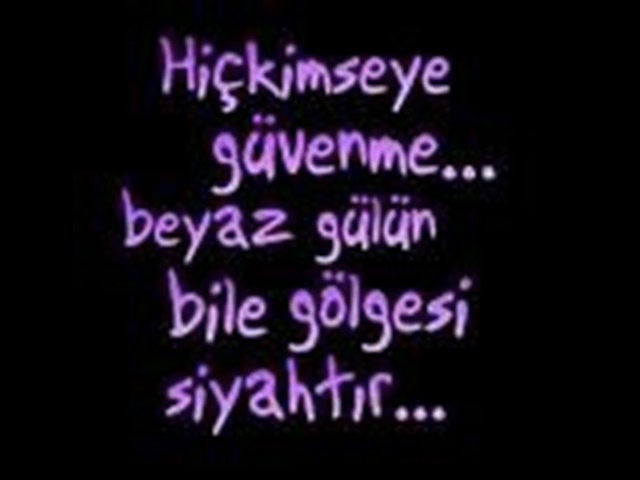 Hiçkimseye
güvenme...
beyaz gülün
bile gölgesi
siyahtır...